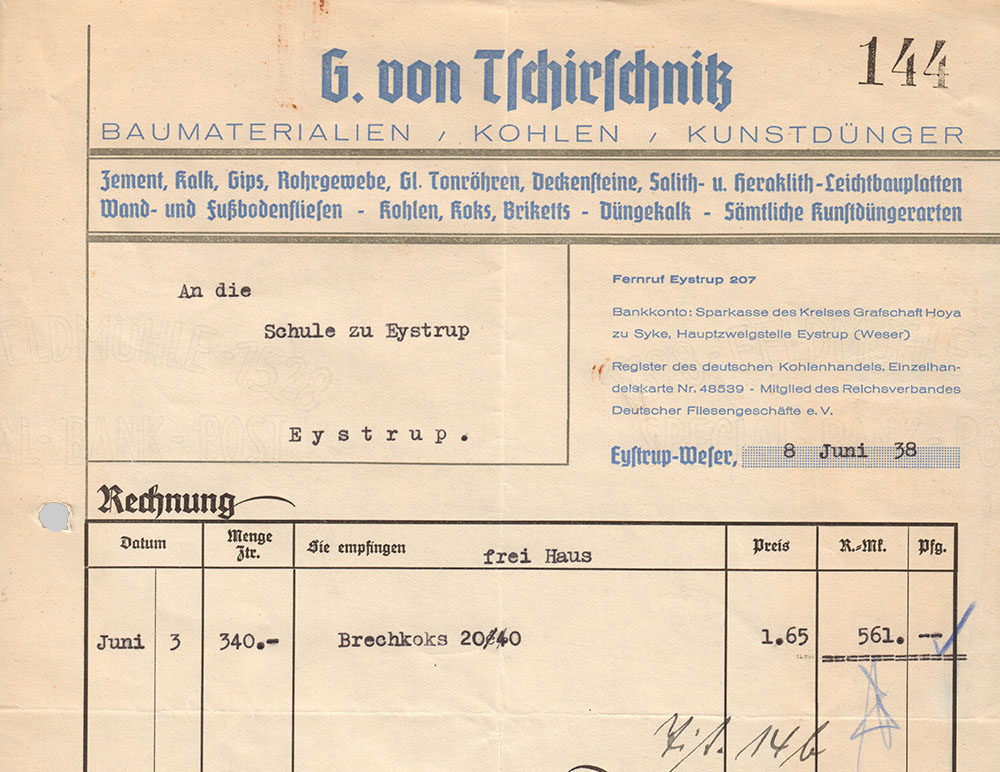 G. von Tschirschnitz
144
BAUMATERIALIEN / KOHLEN / KUNSTDÜNGER
Zement, Kalk, Gips, Rohrgewebe, Gl. Tonröhren, Deckensteine, Salith- u. Heraklith-Leichtbauplatten
Wand- und Fußbodenfliesen - Kohlen, Koks, Briketts - Düngekalk - Sämtliche Kunstdüngerarten
An die
Schule zu Eystrup
Eystrup.
Fernruf Eystrup 207
Bankkonto: Sparkasse des Kreises Grafschaft Hoya
zu Syke, Hauptzweigstelle Eystrup (Weser)
Register des deutschen Kohlenhandels. Einzelhan-
delskarte Nr. 48539 - Mitglied des Reichsverbandes
Deutscher Fliesengeschäfte e. V.
Eystrup-Weser, 8 Juni 38
Rechnung
Datum Menge Ztr. Sie empfingen frei Haus Preis R.-Mk. Pfg.
Juni 3 340.- Brechkoks 20/40 1.65 561. --
14 b